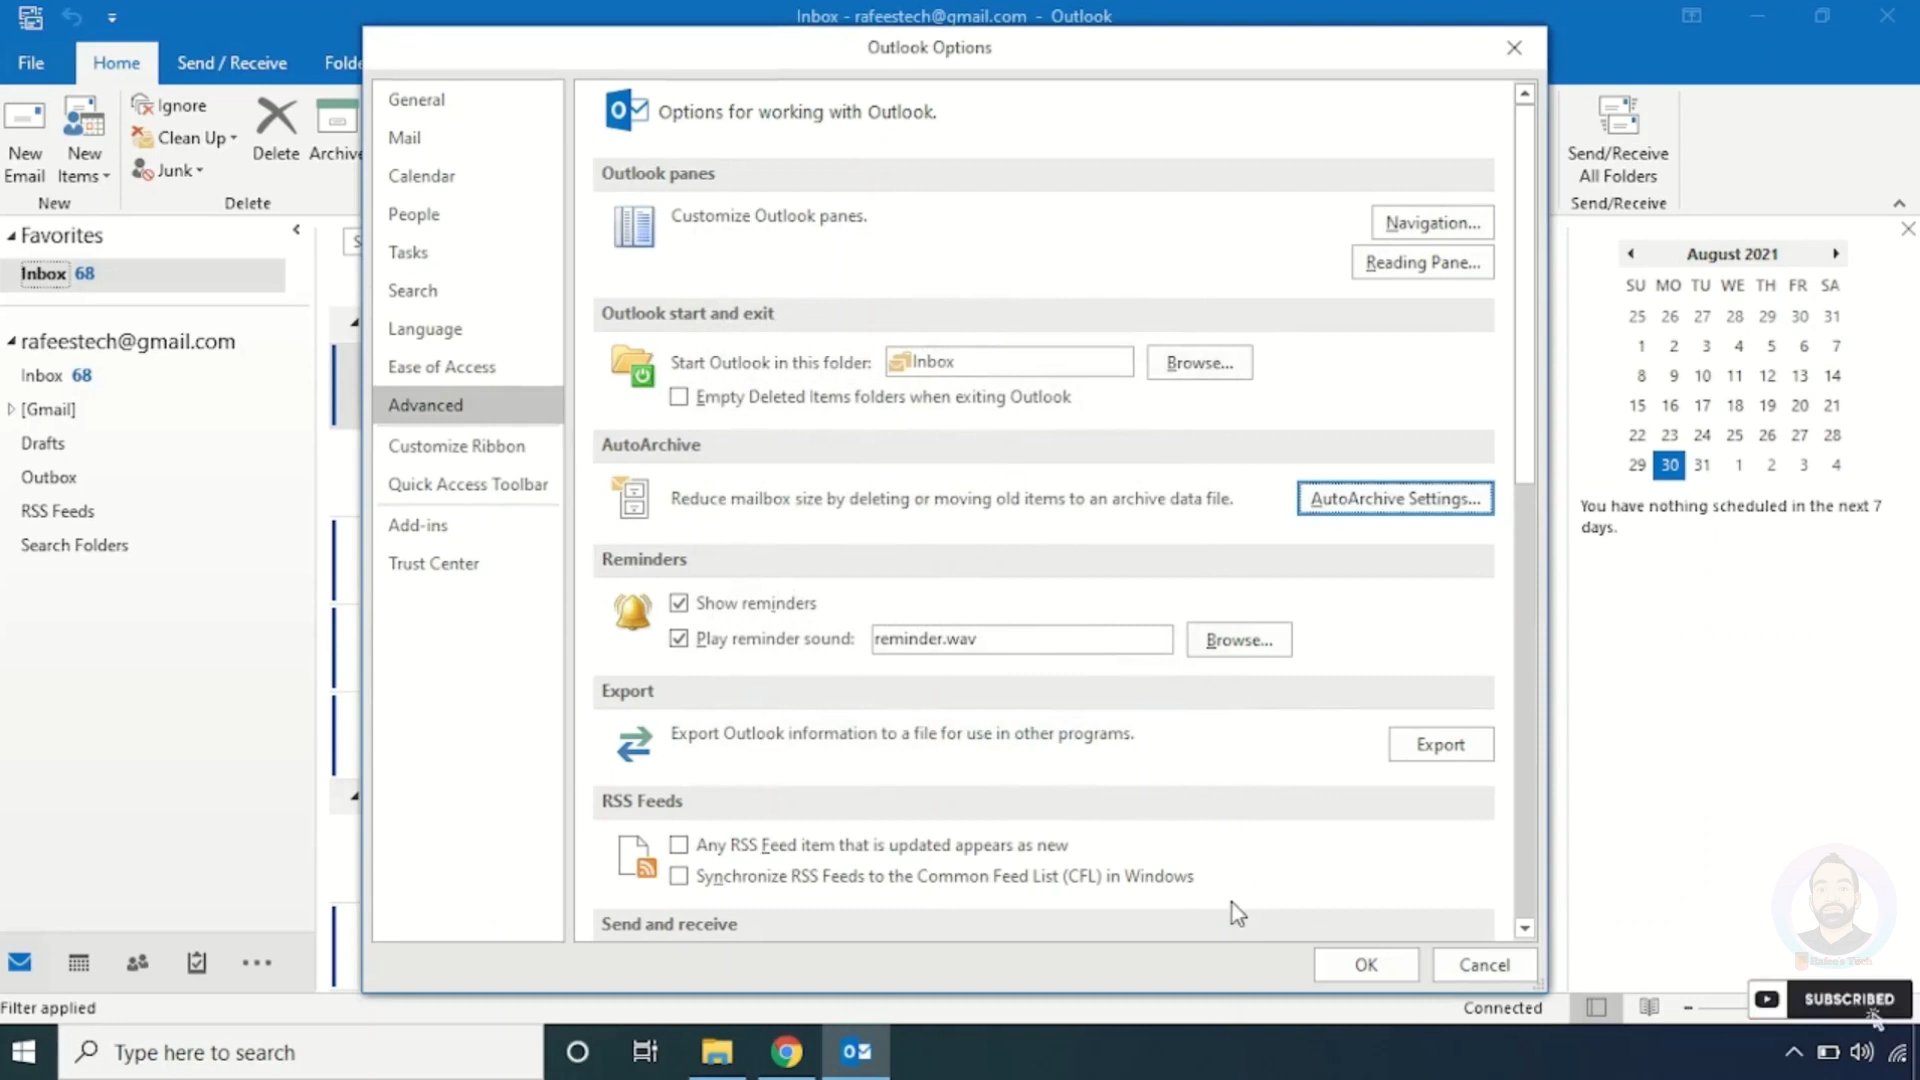 Inbox - rafeestech@gmail.com - Outlook
File
Home
Send / Receive
Folde
New
Email
New
Items
New
Ignore
Clean Up
Junk
Delete
Archive
Delete
Send/Receive
All Folders
Send/Receive
Favorites
Inbox 68
rafeestech@gmail.com
Inbox 68
[Gmail]
Drafts
Outbox
RSS Feeds
Search Folders
Filter applied
S
Outlook Options
General
Mail
Calendar
People
Tasks
Search
Language
Ease of Access
Advanced
Customize Ribbon
Quick Access Toolbar
Add-ins
Trust Center
Options for working with Outlook.
Outlook panes
Customize Outlook panes.
Navigation...
Reading Pane...
Outlook start and exit
Start Outlook in this folder: Inbox Browse...
Empty Deleted Items folders when exiting Outlook
AutoArchive
Reduce mailbox size by deleting or moving old items to an archive data file. AutoArchive Settings...
Reminders
Show reminders
Play reminder sound: reminder.wav Browse...
Export
Export Outlook information to a file for use in other programs.
Export
RSS Feeds
Any RSS Feed item that is updated appears as new
Synchronize RSS Feeds to the Common Feed List (CFL) in Windows
Send and receive
OK Cancel
August 2021
SU MO TU WE TH FR SA
25 26 27 28 29 30 31
1 2 3 4 5 6 7
8 9 10 11 12 13 14
15 16 17 18 19 20 21
22 23 24 25 26 27 28
29 30 31 1 2 3 4
You have nothing scheduled in the next 7
days.
Rafee's Tech
Connected
SUBSCRIBED
Type here to search